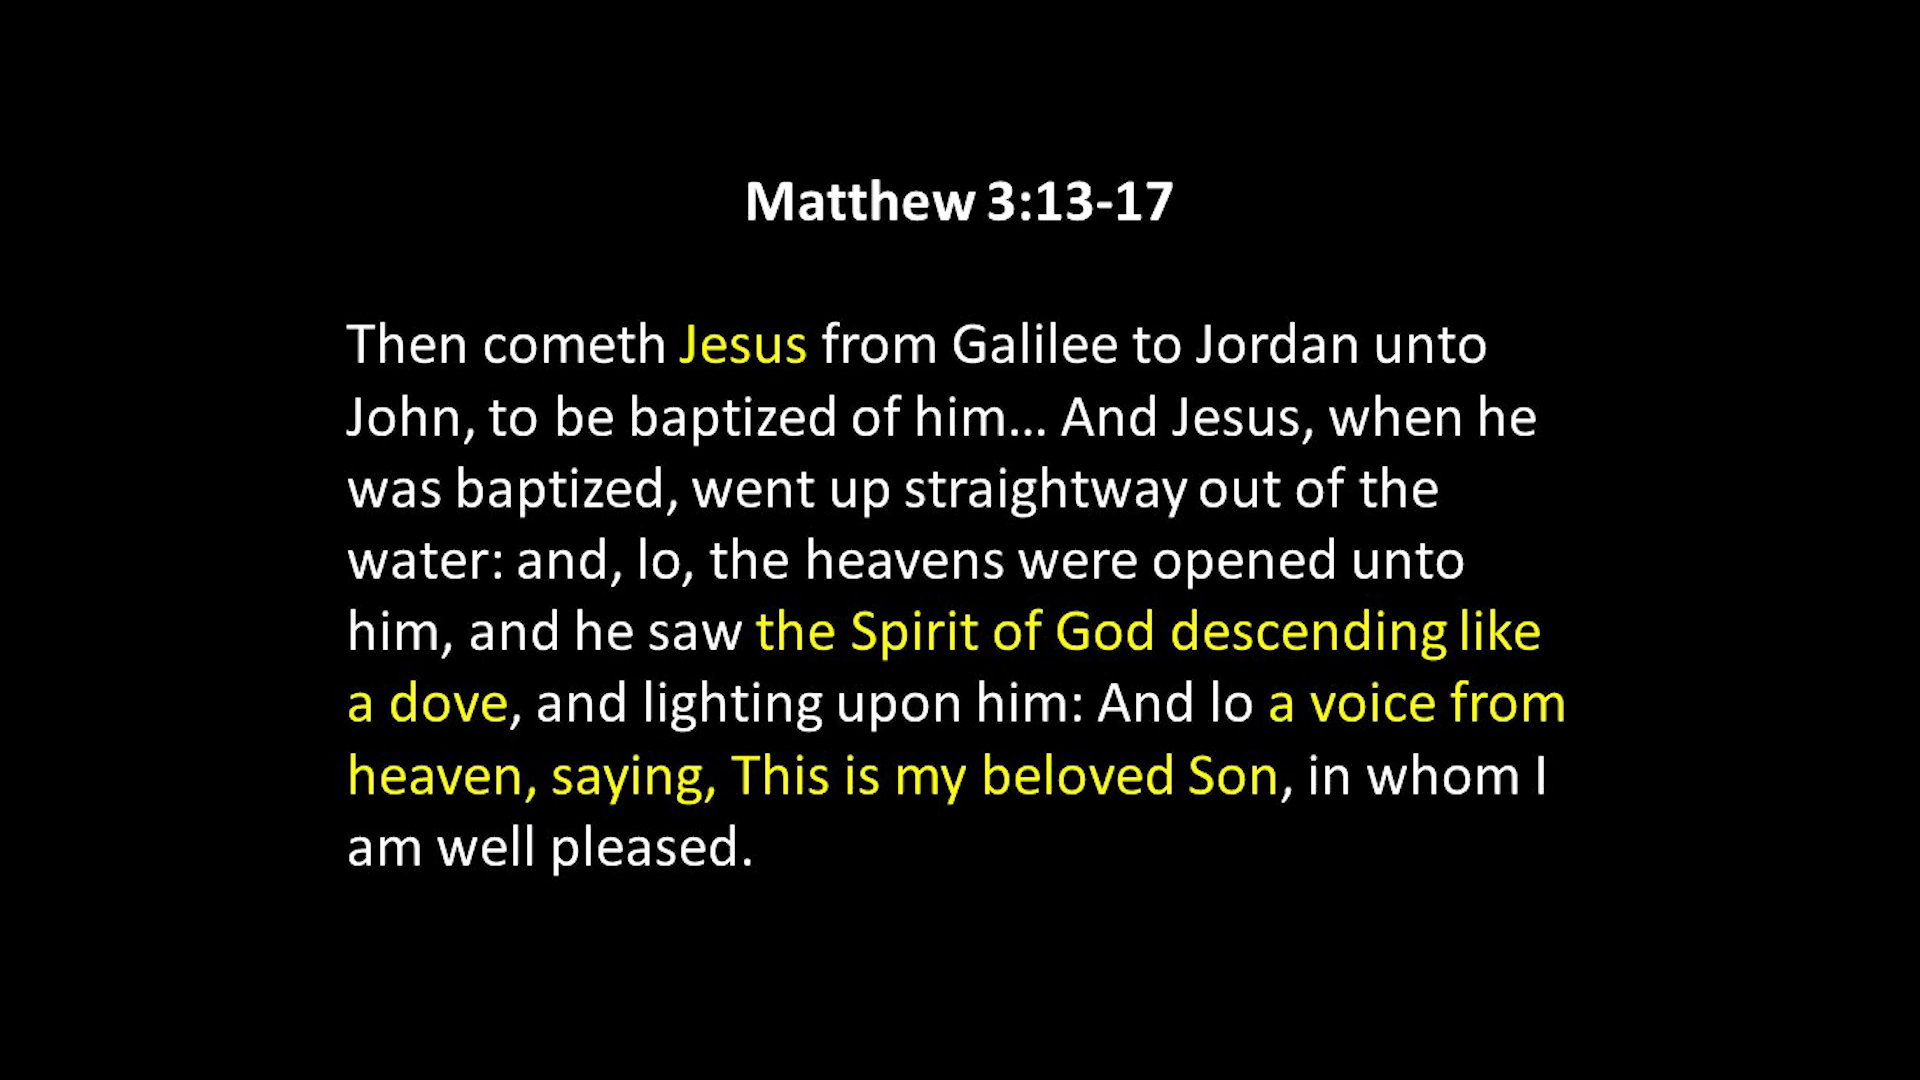 Matthew 3:13-17
Then cometh Jesus from Galilee to Jordan unto
John, to be baptized of him... And Jesus, when he
was baptized, went up straightway out of the
water: and, lo, the heavens were opened unto
him, and he saw the Spirit of God descending like
a dove, and lighting upon him: And lo a voice from
heaven, saying, This is my beloved Son, in whom I
am well pleased.